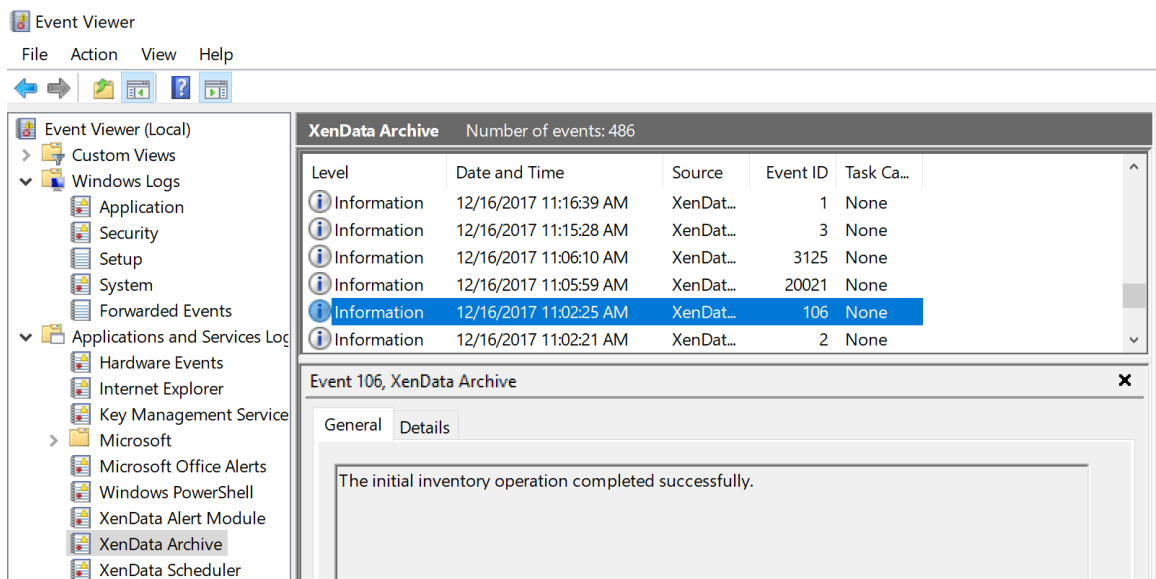 Event Viewer
File Action View Help
Event Viewer (Local)
Custom Views
Windows Logs
Application
Security
Setup
System
Forwarded Events
Applications and Services Log
Hardware Events
Internet Explorer
Key Management Service
Microsoft
Microsoft Office Alerts
Windows PowerShell
XenData Alert Module
XenData Archive
XenData Scheduler
XenData Archive Number of events: 486
Level Date and Time Source Event ID Task Ca...
Information 12/16/2017 11:16:39 AM XenDat... 1 None
Information 12/16/2017 11:15:28 AM XenDat... 3 None
Information 12/16/2017 11:06:10 AM XenDat... 3125 None
Information 12/16/2017 11:05:59 AM XenDat... 20021 None
Information 12/16/2017 11:02:25 AM XenDat... 106 None
Information 12/16/2017 11:02:21 AM XenDat... 2 None
Event 106, XenData Archive
General Details
The initial inventory operation completed successfully.